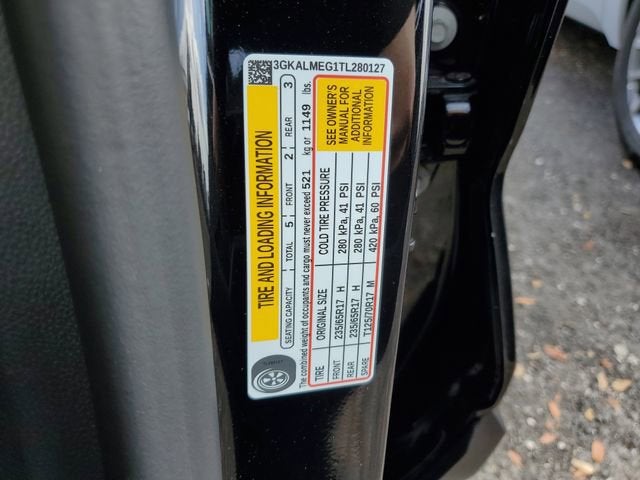 3GKALMEG1TL280127
TIRE AND LOADING INFORMATION
SEATING CAPACITY TOTAL 5 FRONT 2 REAR 3
The combined weight of occupants and cargo must never exceed 521 kg or 1149 lbs.
TIRE ORIGINAL SIZE COLD TIRE PRESSURE
FRONT 235/65R17 H 280 kPa, 41 PSI
REAR 235/65R17 H 280 kPa, 41 PSI
SPARE T125/70R17 M 420 kPa, 60 PSI
SEE OWNER'S
MANUAL FOR
ADDITIONAL
INFORMATION